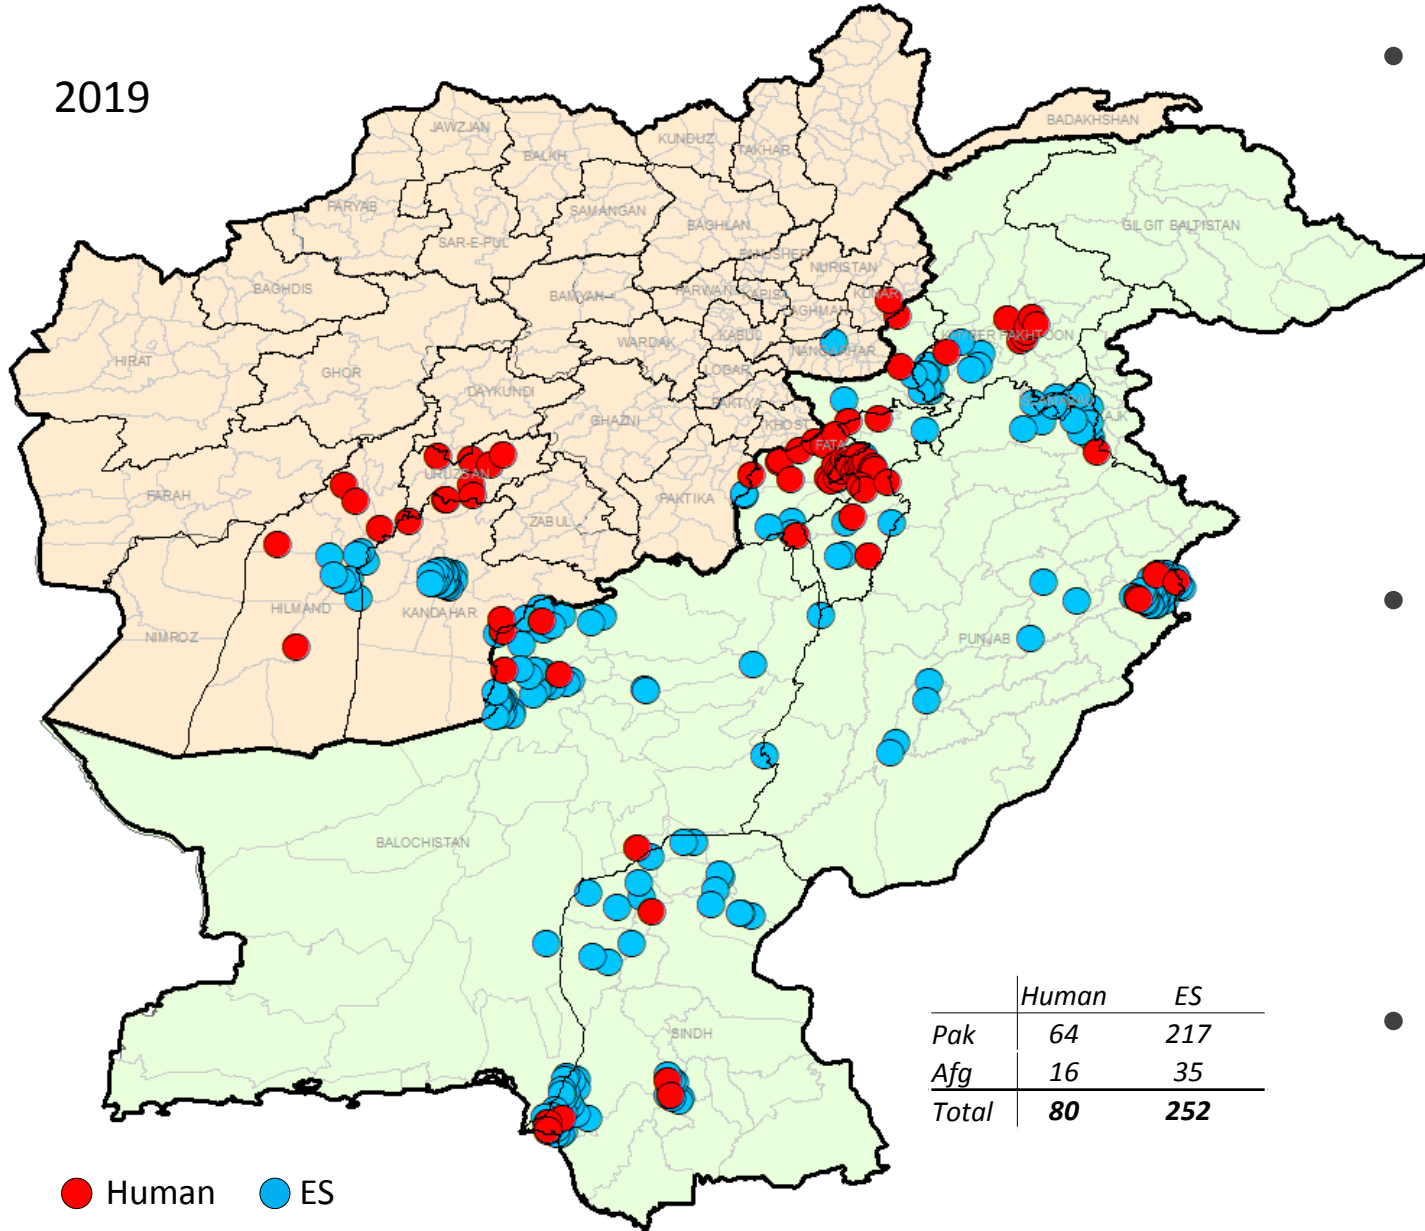 2019
BADAKHSHAN
JAWZJAN
KUNDUZ
TAKHAR
BALKH
FARYAB
SAMANGAN
BAGHLAN
GILGIT BALTISTAN
SAR-E-PUL
NURISTAN
BAGHDIS
BAMYAN
KABUL
WARDAK
NANGARHAR
HIRAT
GHOR
LOGAR
DAYKUNDI
GHAZNI
KHOST
FATA
URUZGAN
FARAH
ZABUL
PAKTIKA
HILMAND
KANDAHAR
NIMROZ
PUNJAB
BALOCHISTAN
SINDH
Human ES
Pak 64 217
Afg 16 35
Total 80 252
Human ES